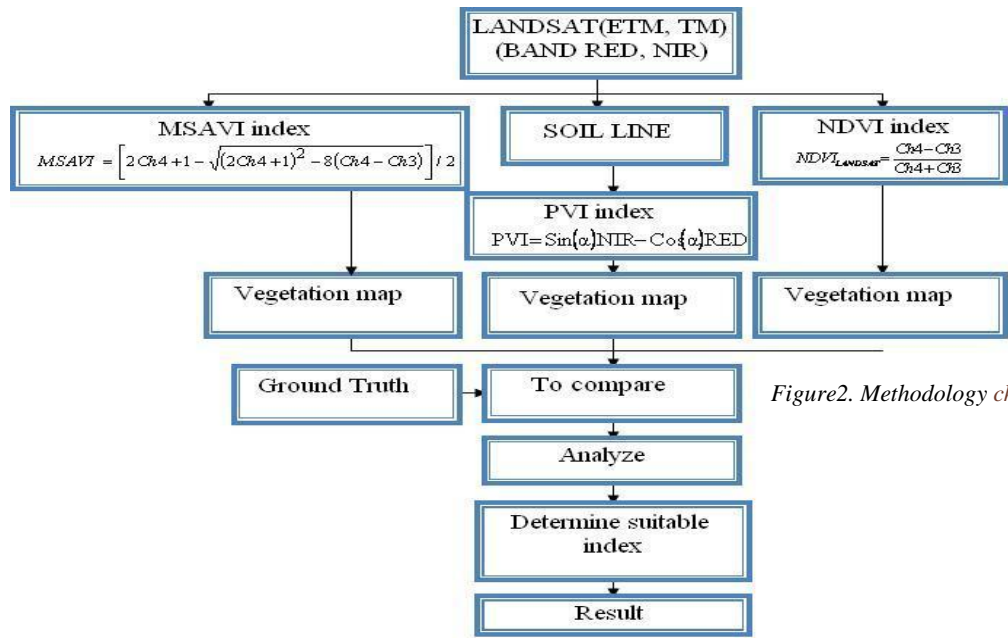 LANDSAT(ETM, TM)
(BAND RED, NIR)
MSAVI index
MSAVI = [2Ch4+1-√(2Ch4+1)²-8(Ch4-Ch3)]/2
SOIL LINE
NDVI index
NDVI_LANDSAT = Ch4-Ch3
Ch4+Ch3
PVI index
PVI=Sin(α)NIR-Cos(α)RED
Vegetation map
Vegetation map
Vegetation map
Ground Truth
To compare
Figure2. Methodology
Analyze
Determine suitable
index
Result